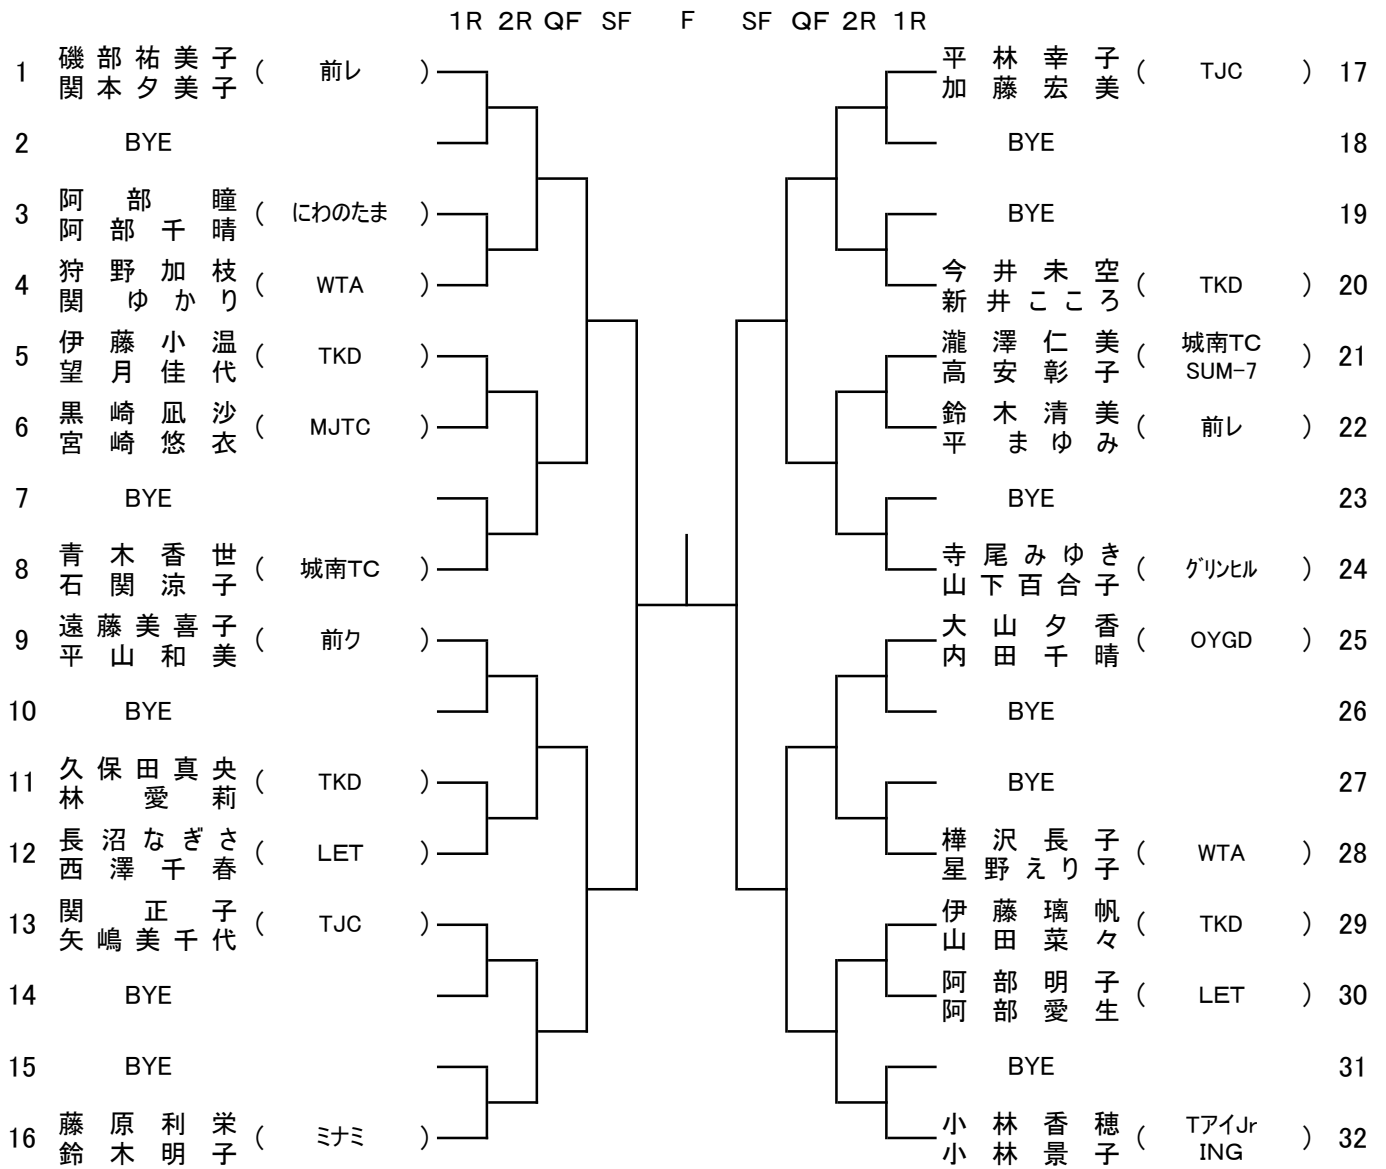 1R 2R QF SF F SF QF 2R 1R
1 磯部祐美子 関本夕美子 ( 前レ )
2 BYE
3 阿部瞳 阿部千晴 ( にわのたま )
4 狩野加枝 関ゆかり ( WTA )
5 伊藤小温 望月佳代 ( TKD )
6 黒崎凪沙 宮崎悠衣 ( MJTC )
7 BYE
8 青木香世 石関涼子 ( 城南TC )
9 遠藤美喜子 平山和美 ( 前ク )
10 BYE
11 久保田真央 林愛莉 ( TKD )
12 長沼なぎさ 西澤千春 ( LET )
13 関正子 矢嶋美千代 ( TJC )
14 BYE
15 BYE
16 藤原利栄 鈴木明子 ( ミナミ )
平林幸子 加藤宏美 ( TJC ) 17
BYE 18
BYE 19
今井未空 新井こころ ( TKD ) 20
瀧澤仁美 高安彰子 ( 城南TC SUM-7 ) 21
鈴木清美 平まゆみ ( 前レ ) 22
BYE 23
寺尾みゆき 山下百合子 ( グリンヒル ) 24
大山夕香 内田千晴 ( OYGD ) 25
BYE 26
BYE 27
樺沢長子 星野えり子 ( WTA ) 28
伊藤璃帆 山田菜々 ( TKD ) 29
阿部明子 阿部愛生 ( LET ) 30
BYE 31
小林香穂 小林景子 ( TアイJr ING ) 32